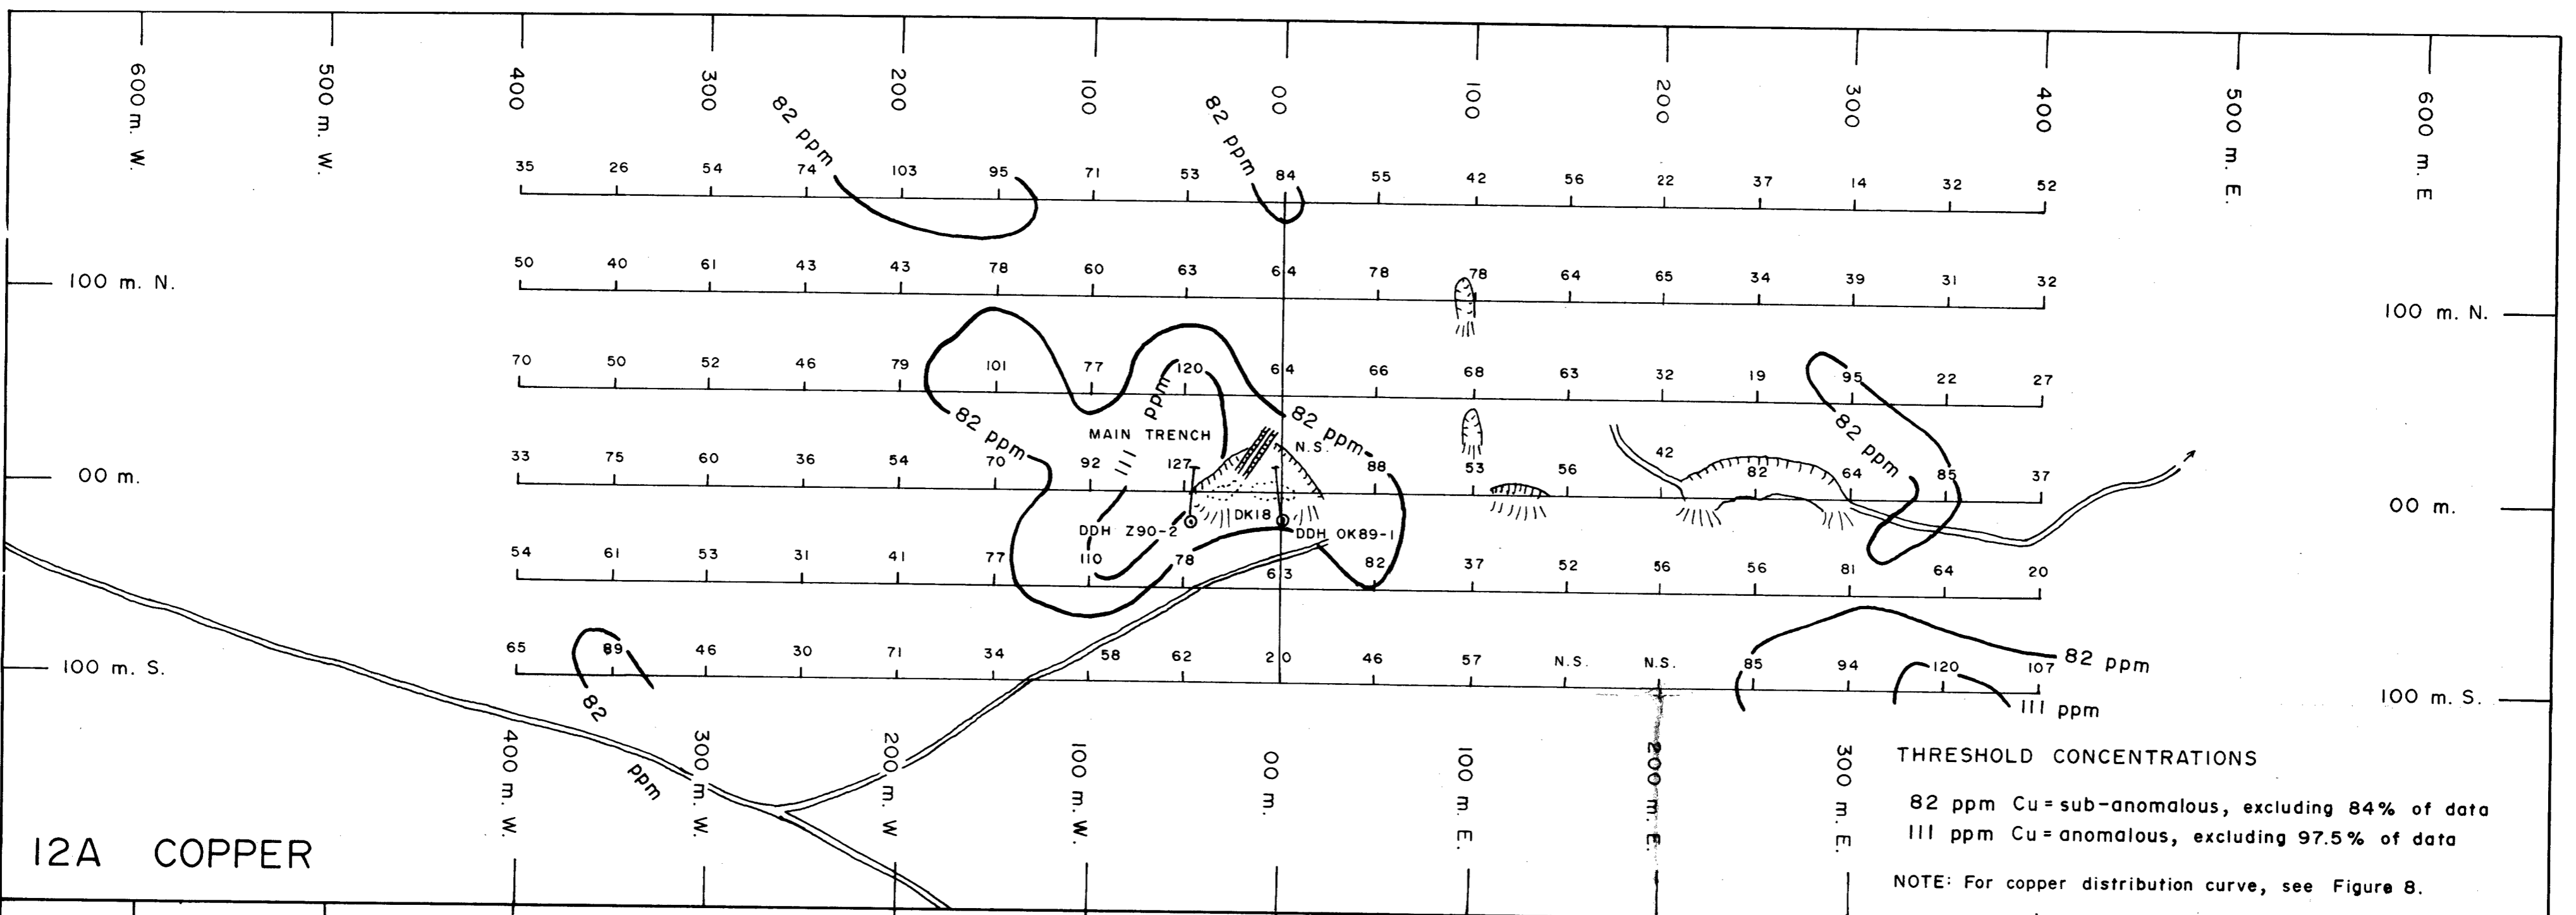 600 m. W. 500 m. W. 400 300 200 100 00 100 200 300 400 500 m. E. 600 m. E
82 ppm 82 ppm
35 26 54 74 103 95 71 53 84 55 42 56 22 37 14 32 52
50 40 61 43 43 78 60 63 64 78 78 64 65 34 39 31 32
100 m. N. 100 m. N.
70 50 52 46 79 101 77 120 64 66 68 63 32 19 95 22 27
82 ppm 111 ppm 82 ppm 82 ppm
MAIN TRENCH N.S.
33 75 60 36 54 70 92 127 88 53 56 42 82 64 85 37
00 m. 00 m.
DDH Z90-2 DK18 DDH OK89-1
54 61 53 31 41 77 110 78 63 82 37 52 56 56 81 64 20
65 89 46 30 71 34 58 62 20 46 57 N.S. N.S. 85 94 120 107
82 ppm
100 m. S. 100 m. S.
82 ppm
111 ppm
400 m. W. 300 m. W. 200 m. W. 100 m. W. 00 m. 100 m. E. 200 m. E. 300 m. E.
THRESHOLD CONCENTRATIONS
82 ppm Cu = sub-anomalous, excluding 84% of data
111 ppm Cu = anomalous, excluding 97.5% of data
NOTE: For copper distribution curve, see Figure 8.
12A COPPER